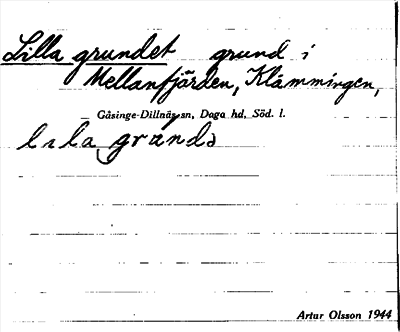 Lilla grundet grund i
Mellanfjärden, Klämmingen,
Gåsinge-Dillnäs sn, Daga hd, Söd. l.
Artur Olsson 1944